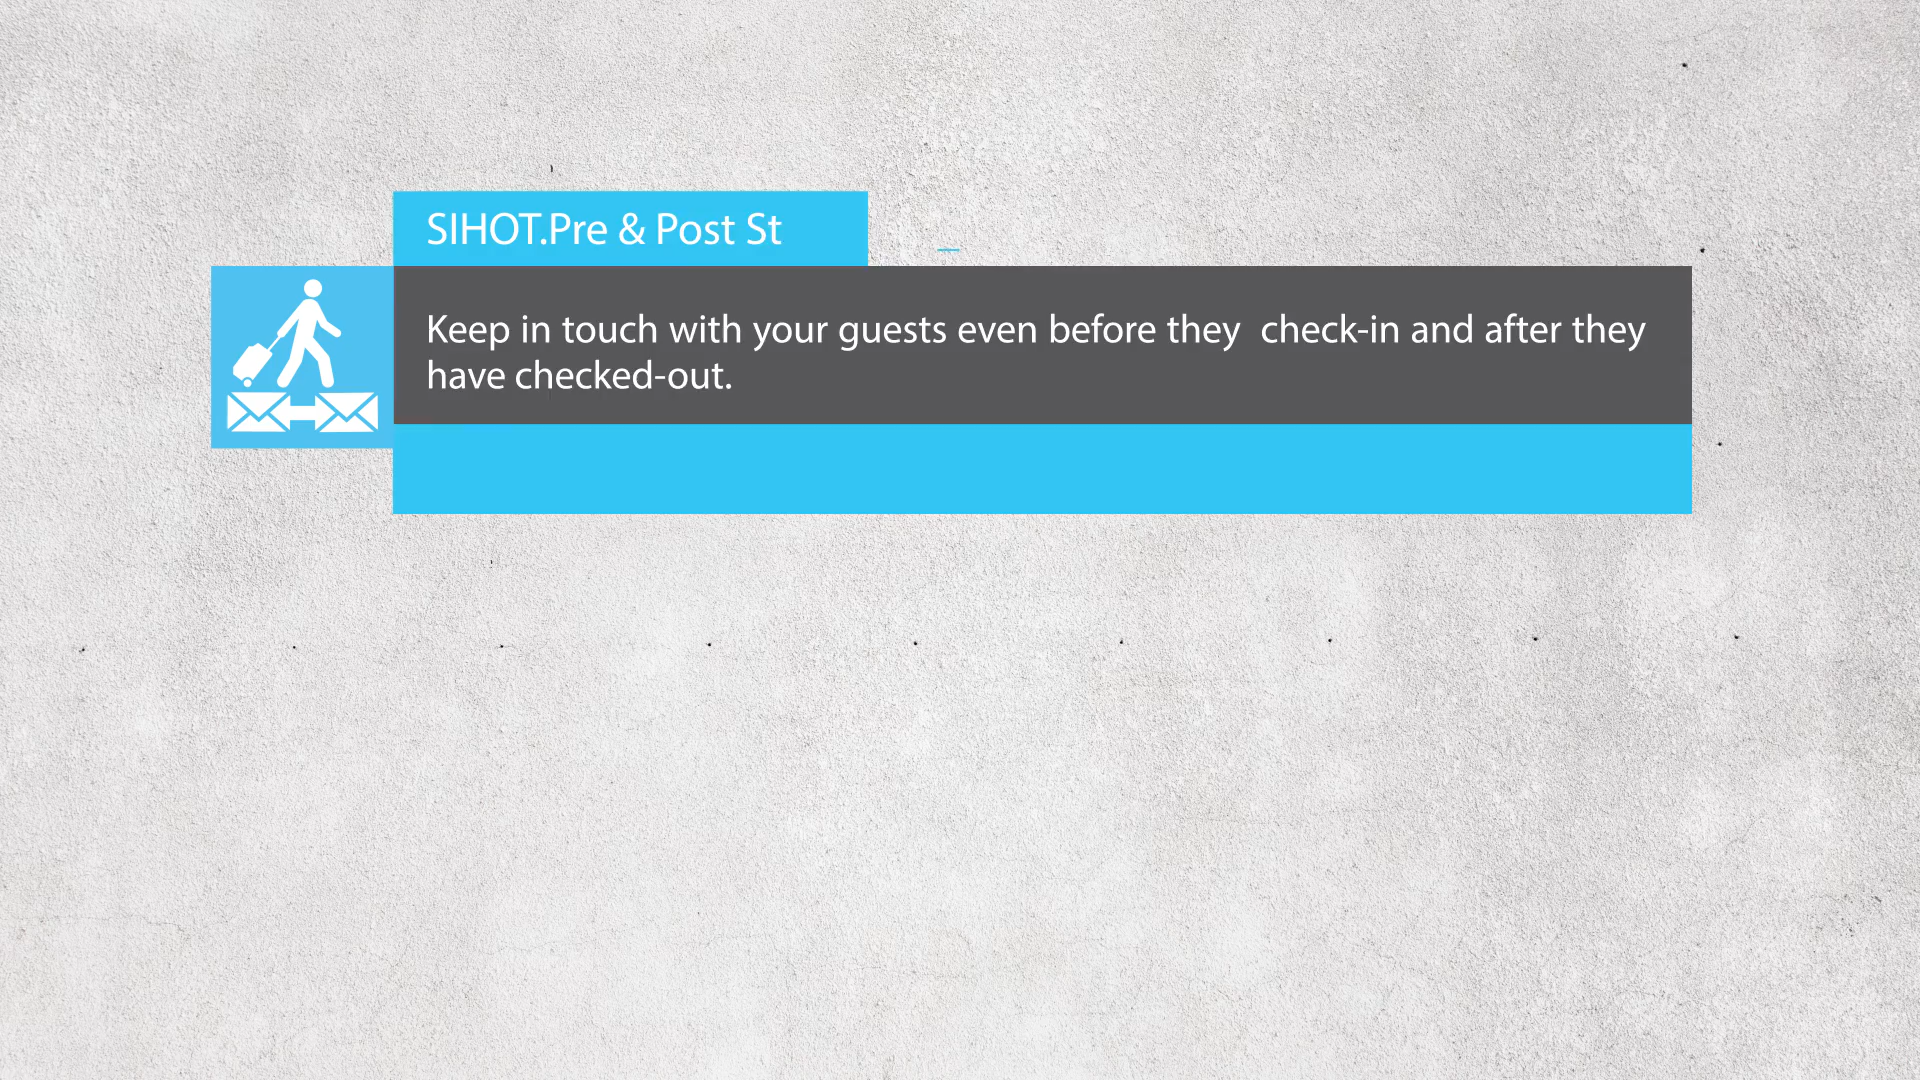 SIHOT.Pre & Post St
Keep in touch with your guests even before they  check-in and after they
have checked-out.